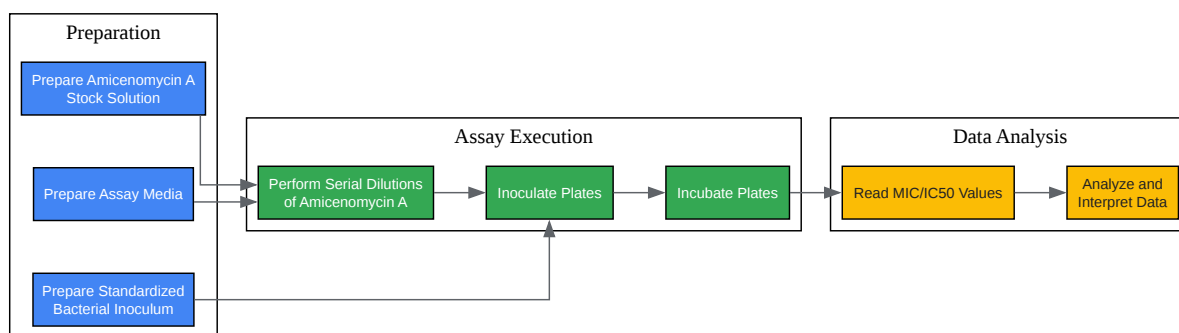 Preparation
Prepare Amicenomycin A
Stock Solution
Prepare Assay Media
Prepare Standardized
Bacterial Inoculum
Assay Execution
Perform Serial Dilutions
of Amicenomycin A
Inoculate Plates
Incubate Plates
Data Analysis
Read MIC/IC50 Values
Analyze and
Interpret Data